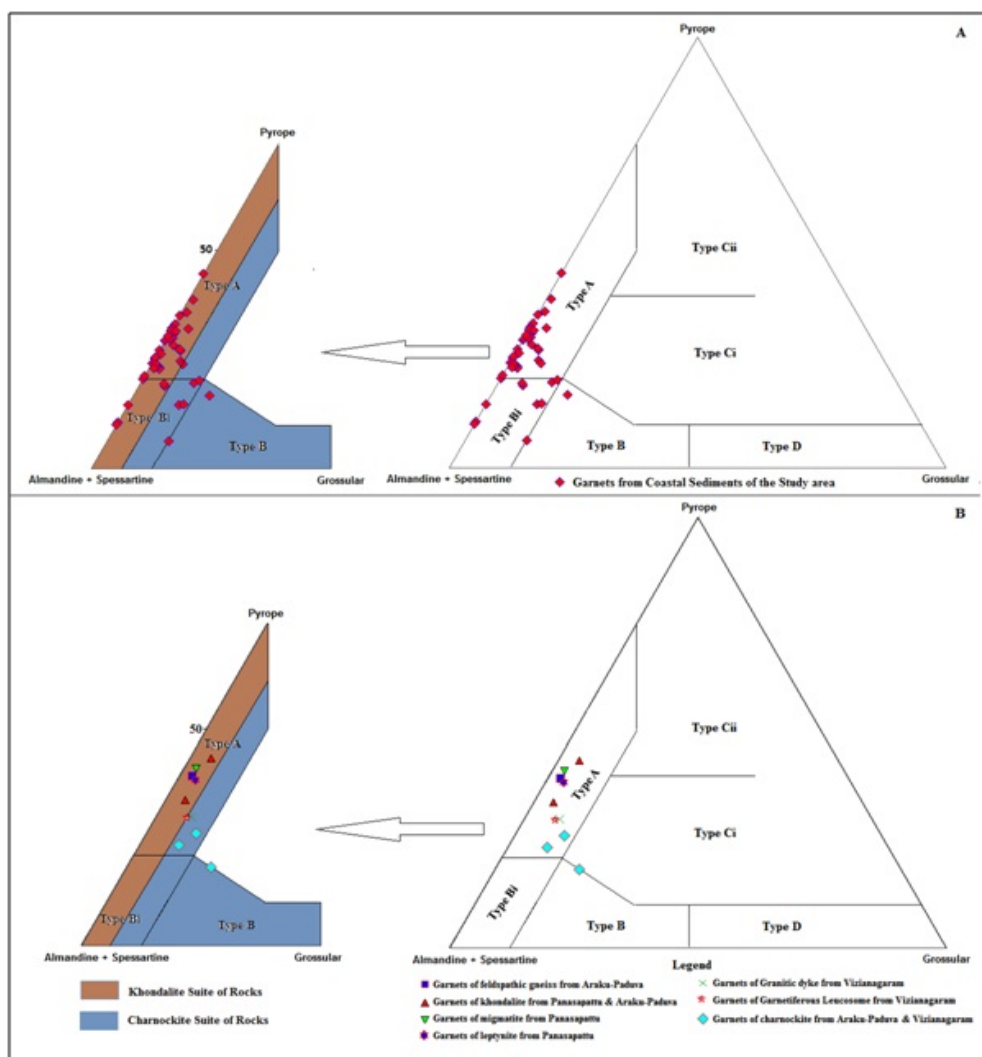 A
Pyrope
Pyrope
Type Cii
50
Type A
Type A
Type Ci
Type Bi
Type B
Type Bi
Type B
Type D
Almandine + Spessartine
Grossular
Almandine + Spessartine
Grossular
Garnets from Coastal Sediments of the Study area
B
Pyrope
Pyrope
50
Type A
Type Cii
Type A
Type Ci
Type Bi
Type B
Type Bi
Type B
Type D
Almandine + Spessartine
Grossular
Almandine + Spessartine
Grossular
Legend
Khondalite Suite of Rocks
Charnockite Suite of Rocks
Garnets of feldspathic gneiss from Araku-Paduva
Garnets of khondalite from Panasapattu & Araku-Paduva
Garnets of migmatite from Panasapattu
Garnets of leptynite from Panasapattu
Garnets of Granitic dyke from Vizianagaram
Garnets of Garnetiferous Leucosome from Vizianagaram
Garnets of charnockite from Araku-Paduva & Vizianagaram